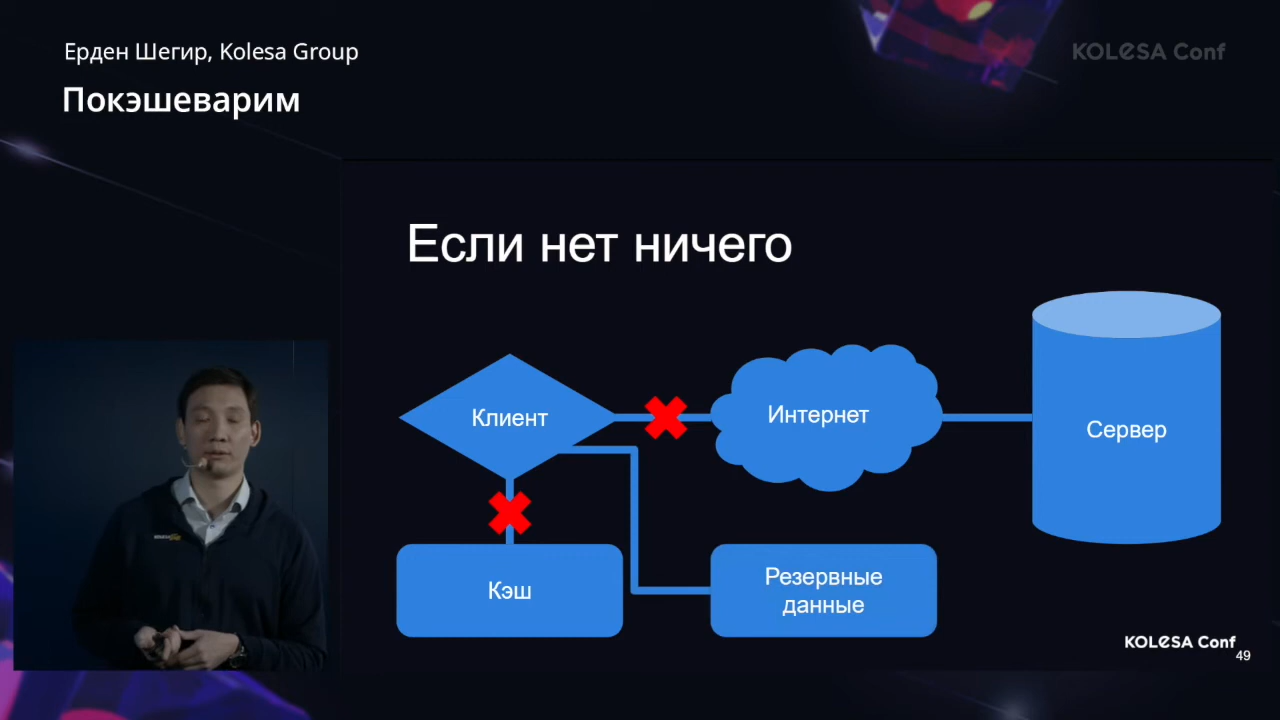 Ерден Шегир, Kolesa Group
KOLESA Conf
Покэшеварим
Если нет ничего
Клиент
Интернет
Сервер
Кэш
Резервные
данные
KOLESA Conf
49